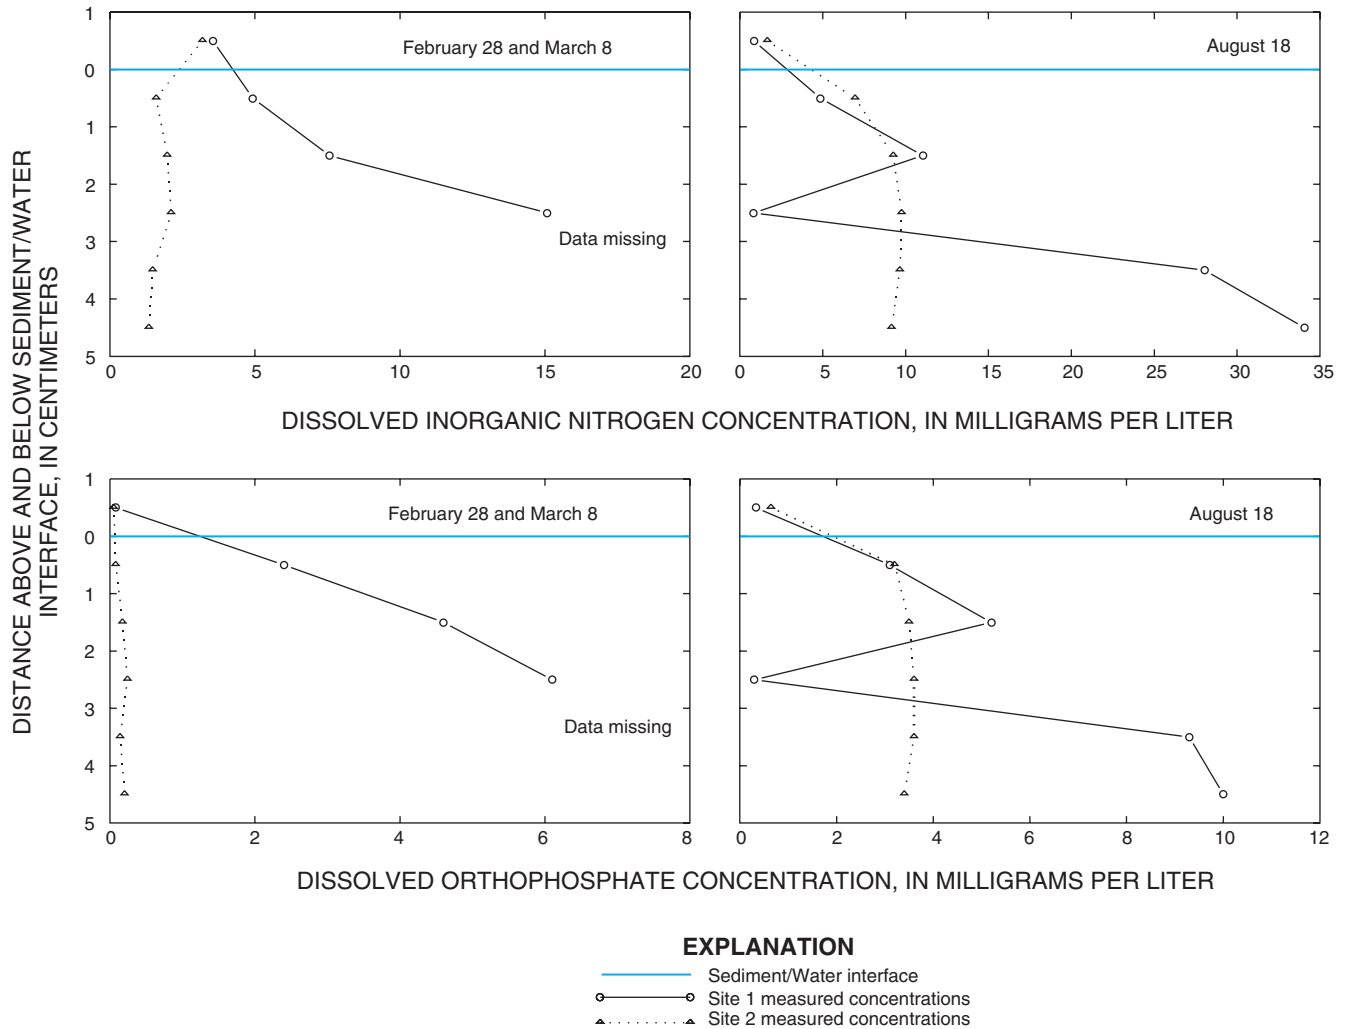 DISTANCE ABOVE AND BELOW SEDIMENT/WATER
INTERFACE, IN CENTIMETERS
1
0
1
2
3
4
5
February 28 and March 8
Data missing
0 5 10 15 20
August 18
0 5 10 15 20 25 30 35
DISSOLVED INORGANIC NITROGEN CONCENTRATION, IN MILLIGRAMS PER LITER
1
0
1
2
3
4
5
February 28 and March 8
Data missing
0 2 4 6 8
August 18
0 2 4 6 8 10 12
DISSOLVED ORTHOPHOSPHATE CONCENTRATION, IN MILLIGRAMS PER LITER
EXPLANATION
Sediment/Water interface
Site 1 measured concentrations
Site 2 measured concentrations